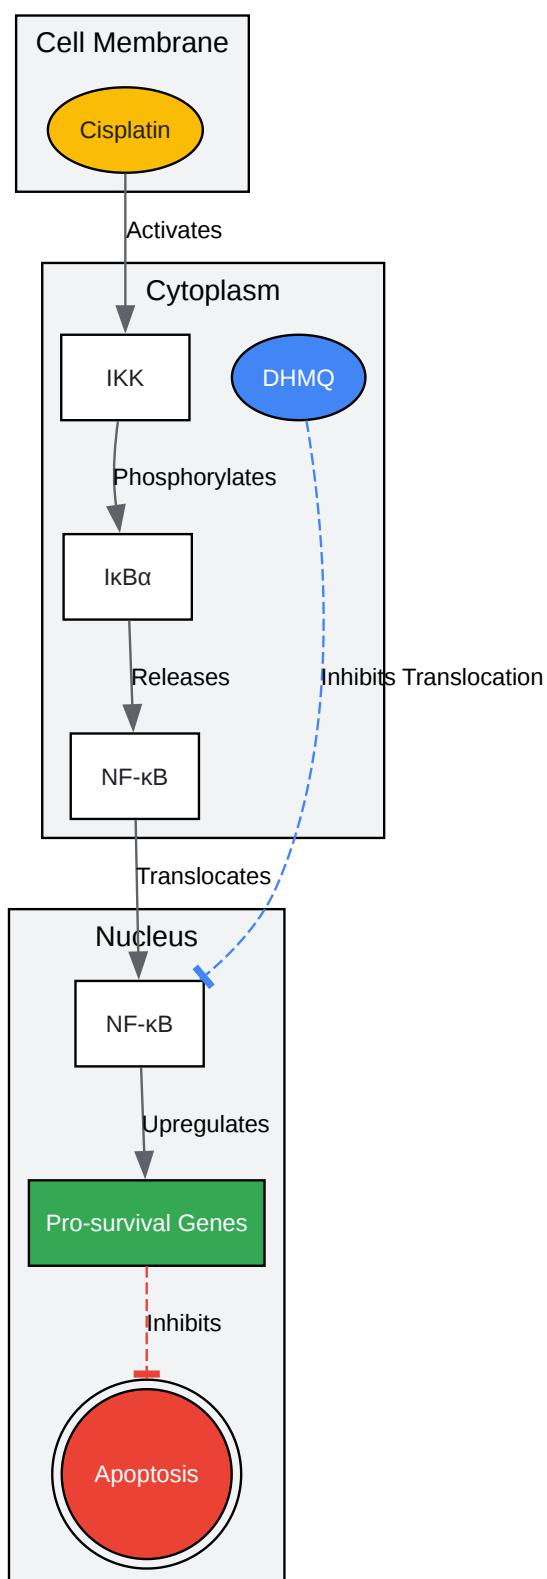 Cell Membrane
Cisplatin
Activates
Cytoplasm
IKK
DHMQ
Phosphorylates
IκBα
Releases
Inhibits Translocation
NF-κB
Translocates
Nucleus
NF-κB
Upregulates
Pro-survival Genes
Inhibits
Apoptosis